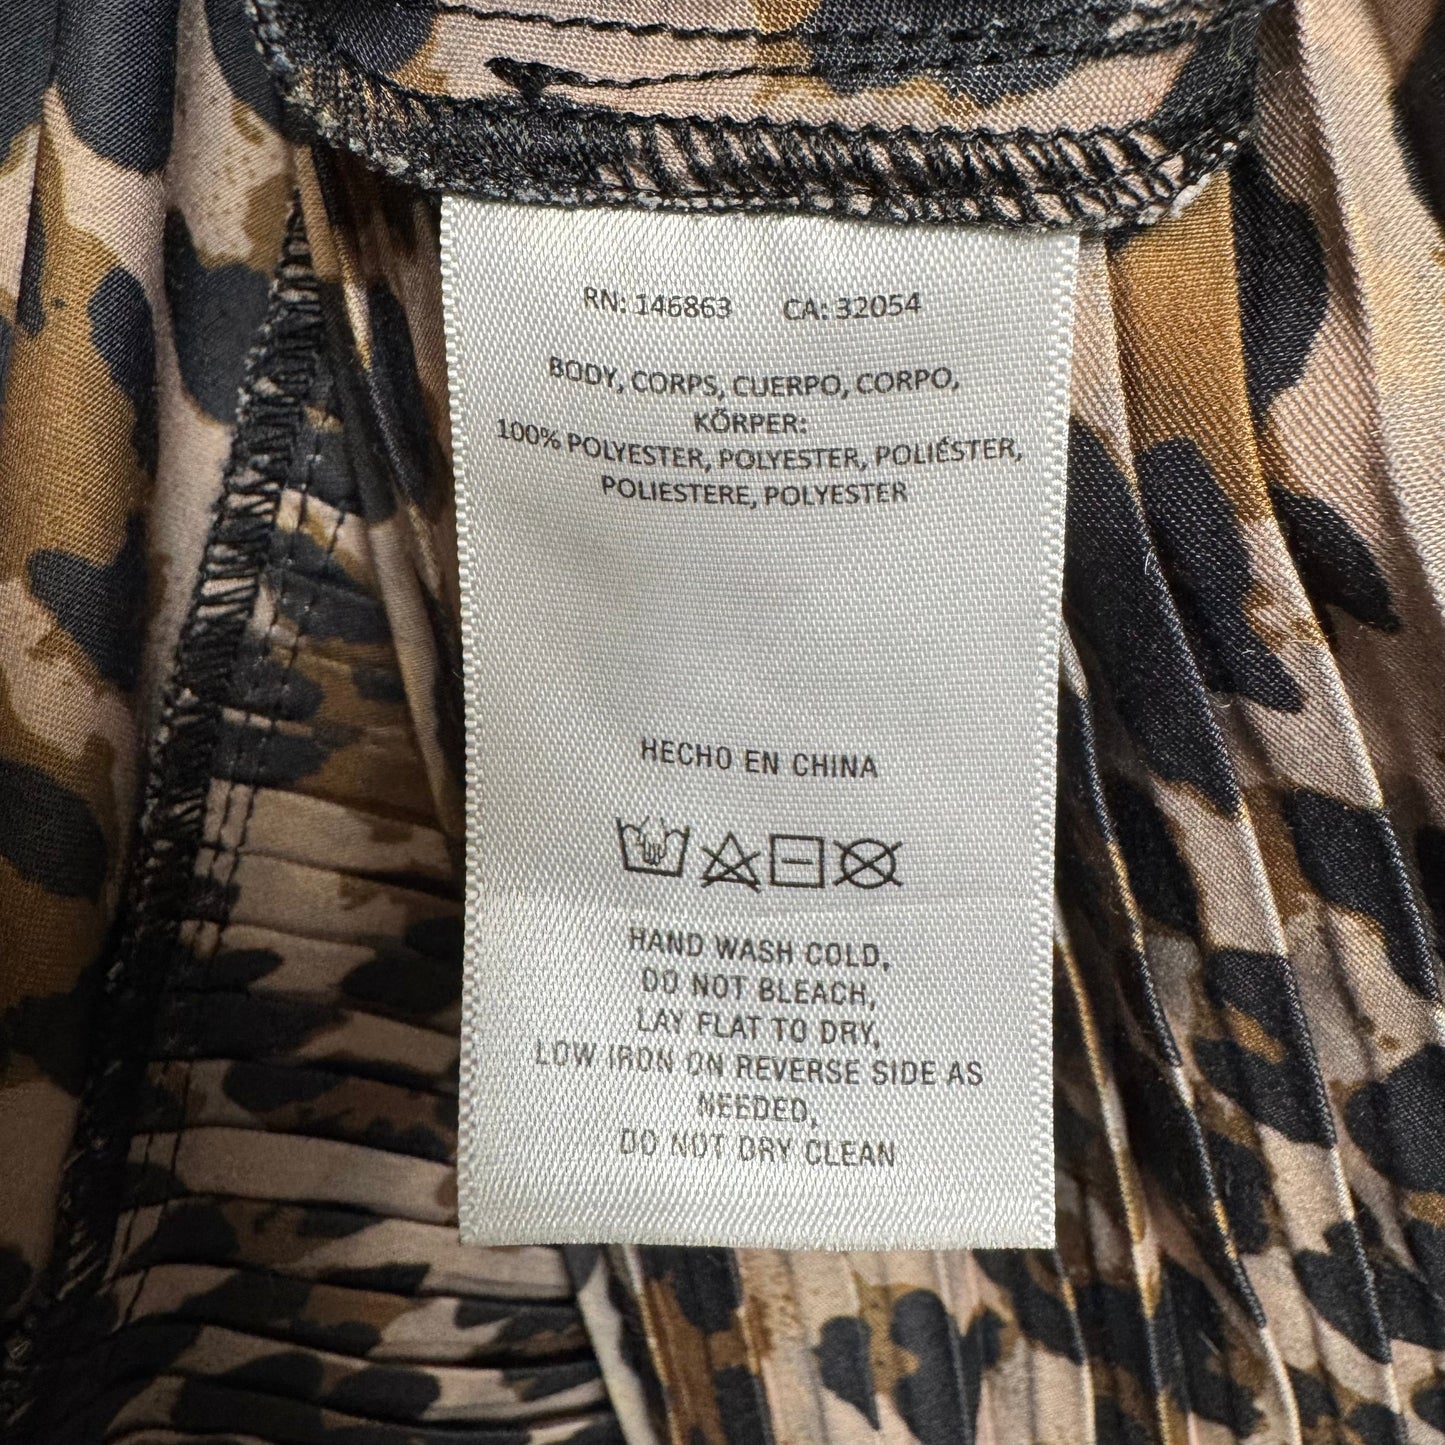 RN: 146863 CA: 32054
BODY, CORPS, CUERPO, CORPO,
KÖRPER:
100% POLYESTER, POLYESTER, POLIÉSTER,
POLIESTERE, POLYESTER
HECHO EN CHINA
HAND WASH COLD,
DO NOT BLEACH,
LAY FLAT TO DRY,
LOW IRON ON REVERSE SIDE AS
NEEDED,
DO NOT DRY CLEAN